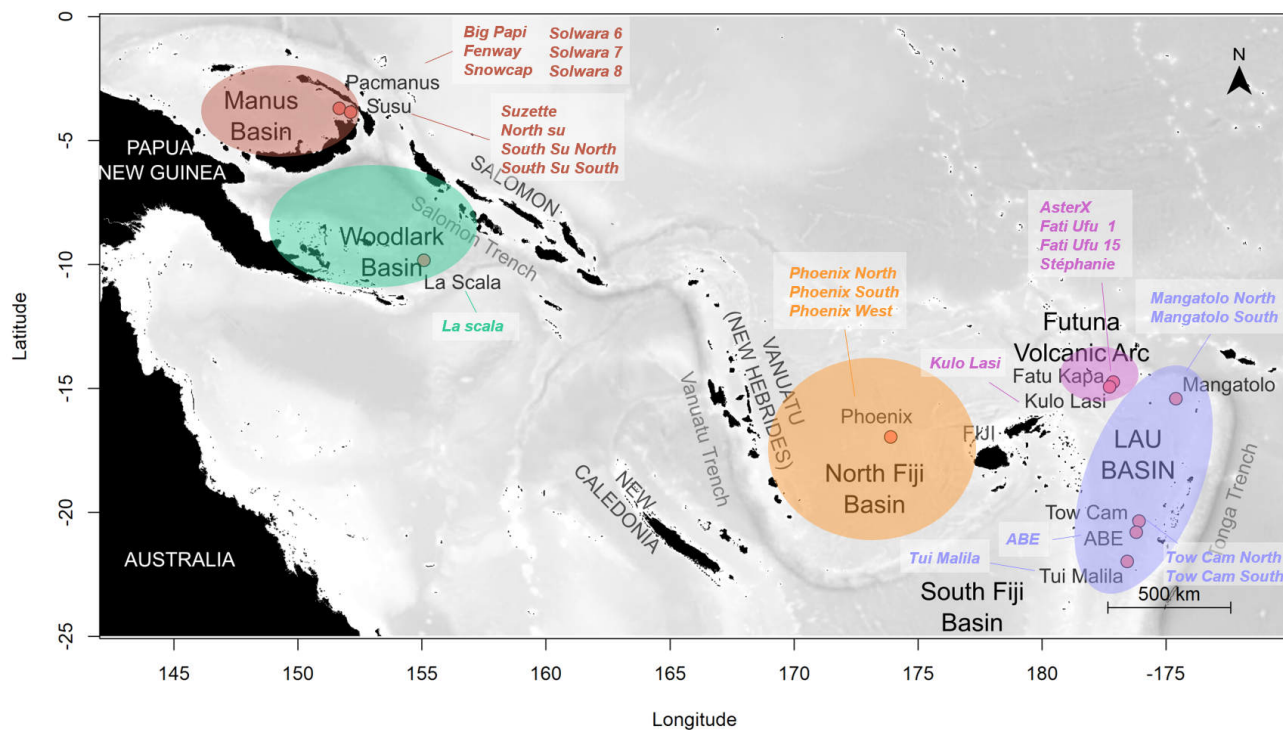 0
-5
-10
-15
-20
-25
Latitude
145
150
155
160
165
170
175
180
-175
Longitude
N
Big Papi
Fenway
Snowcap
Solwara 6
Solwara 7
Solwara 8
Pacmanus
Susu
Manus
Basin
Suzette
North su
South Su North
South Su South
PAPUA
NEW GUINEA
SALOMON
Salomon Trench
Woodlark
Basin
La Scala
La scala
AUSTRALIA
Phoenix North
Phoenix South
Phoenix West
VANUATU
(NEW HEBRIDES)
Vanuatu Trench
NEW
CALEDONIA
Phoenix
North Fiji
Basin
FIJI
AsterX
Fati Ufu 1
Fati Ufu 15
Stéphanie
Mangatolo North
Mangatolo South
Futuna
Volcanic Arc
Kulo Lasi
Fatu Kapa
Kulo Lasi
Mangatolo
LAU
BASIN
Tonga Trench
Tow Cam
ABE
ABE
Tow Cam North
Tow Cam South
Tui Malila
Tui Malila
South Fiji
Basin
500 km